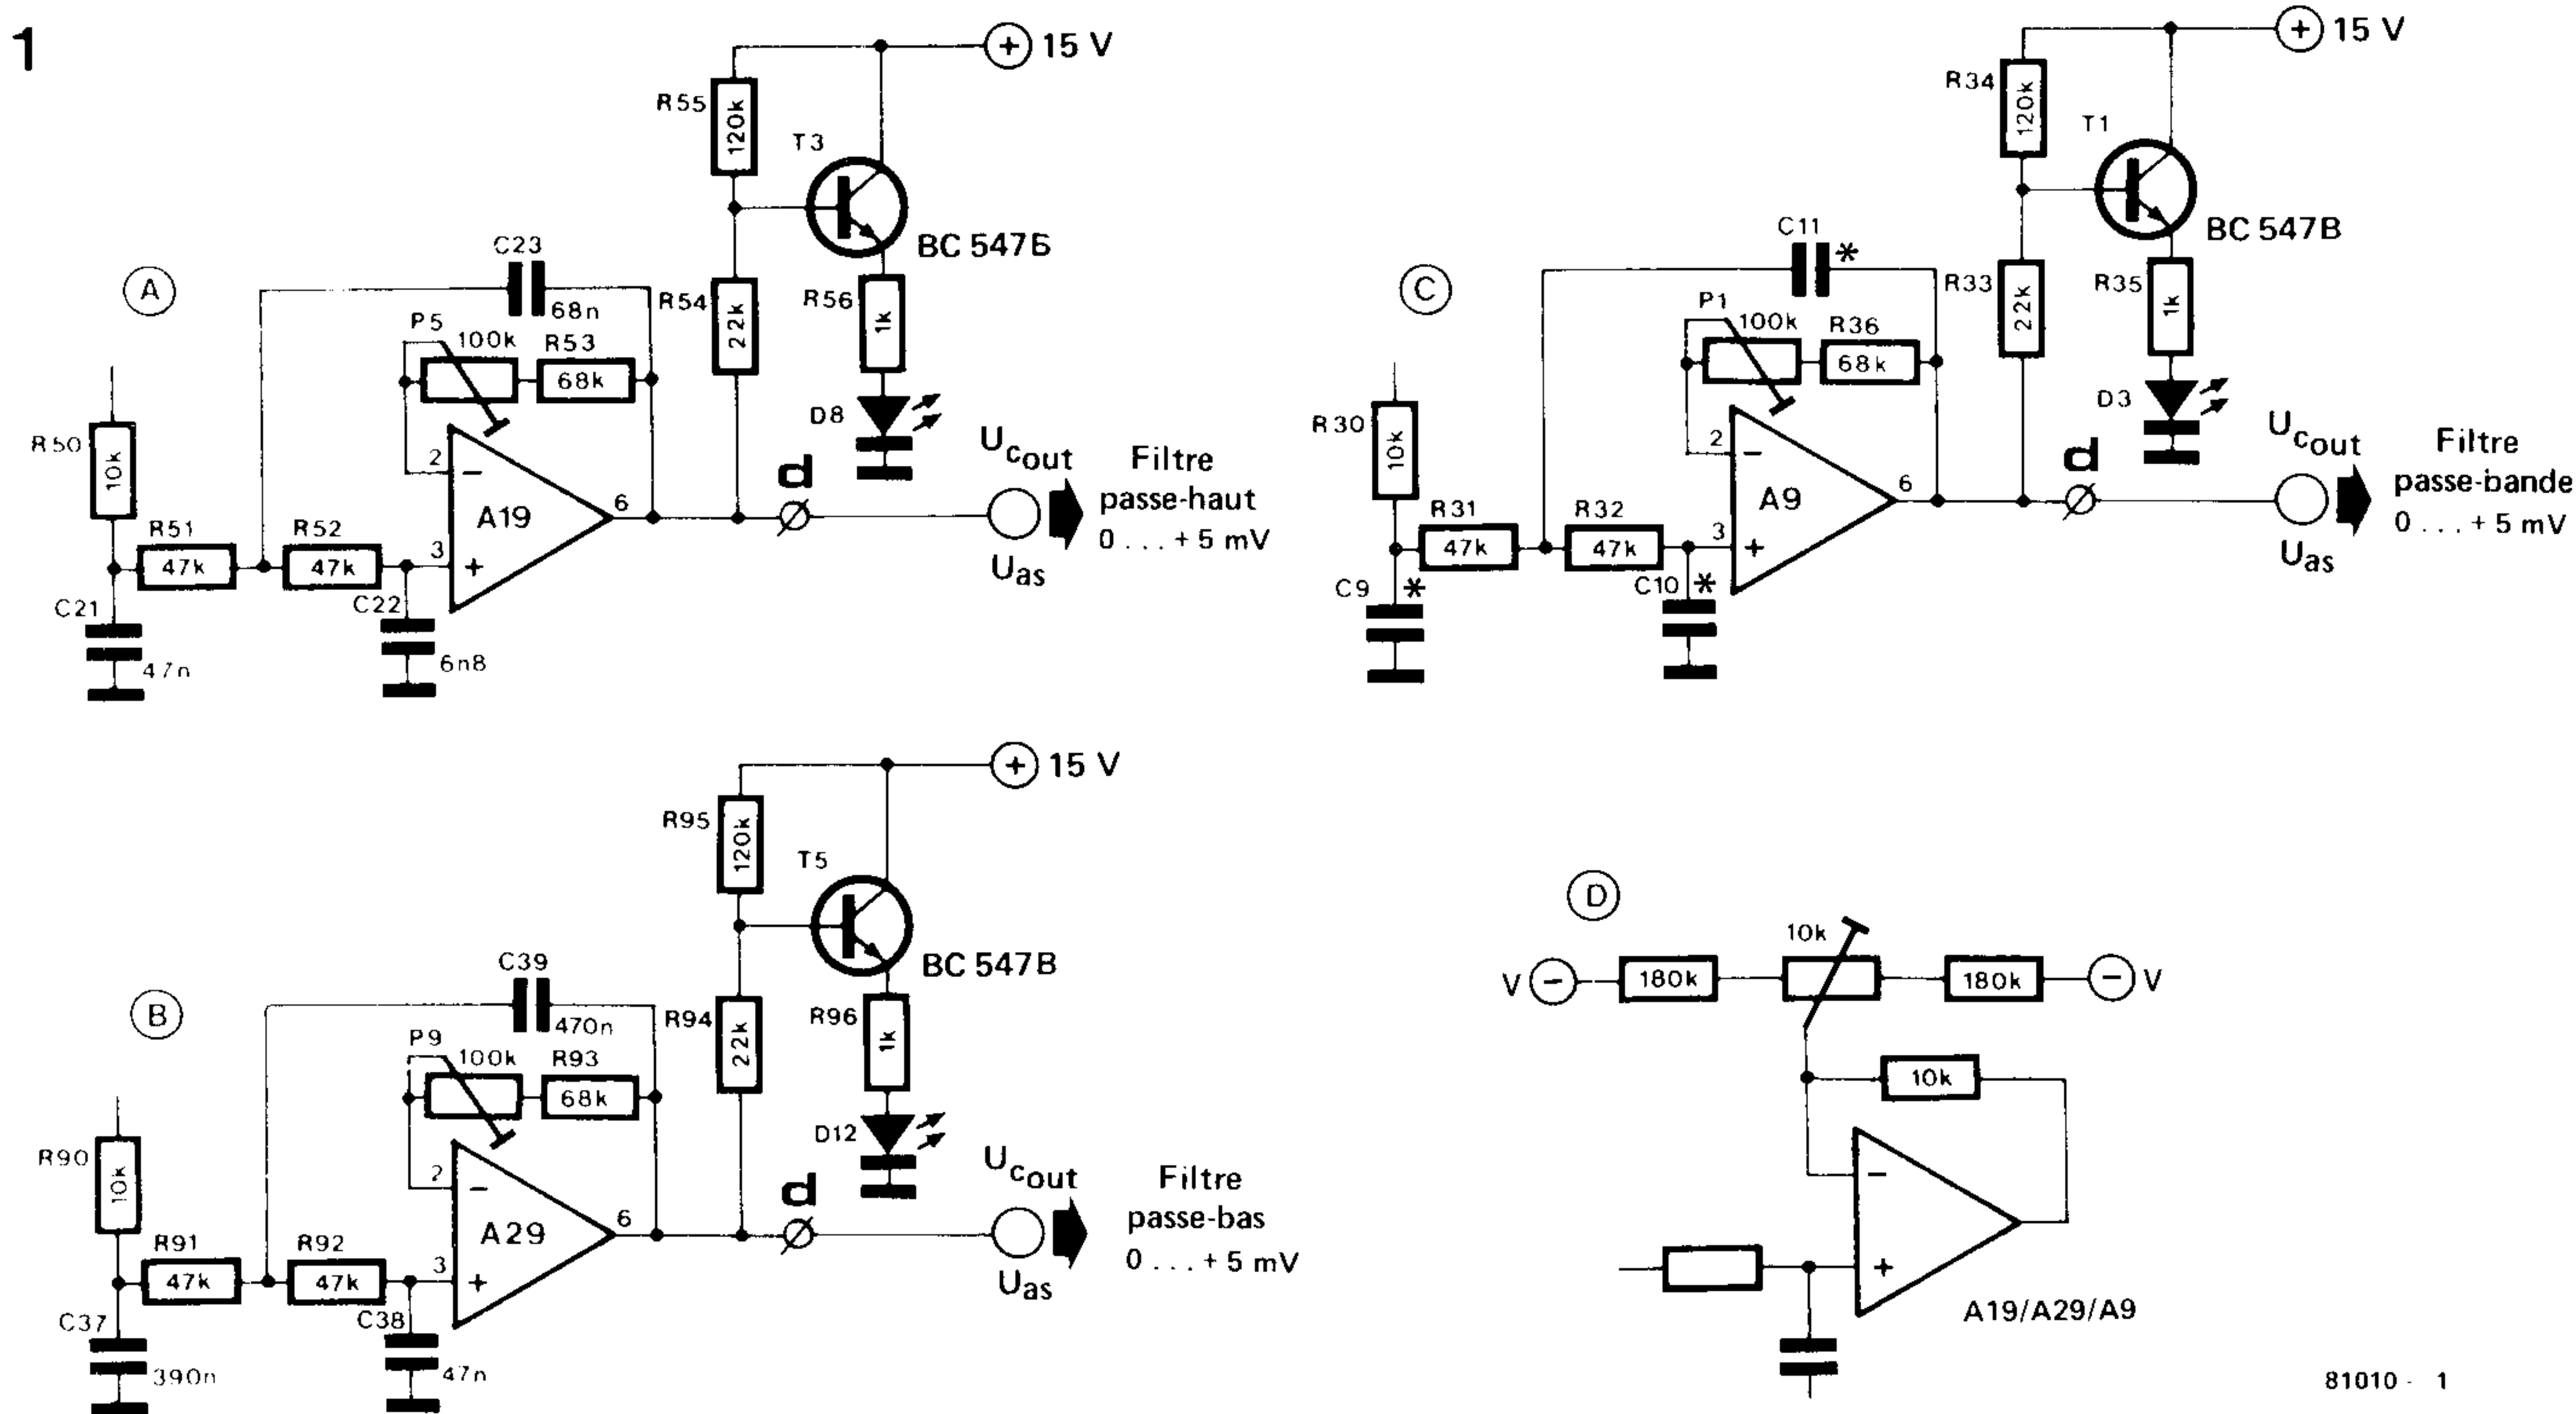 1
A
R55
120k
15 V
T3
BC 547B
C23
68n
R54
22k
R56
1k
P5
100k
R53
68k
D8
R50
10k
2
A19
6
d
Ucout
Uas
Filtre
passe-haut
0 ... + 5 mV
R51
47k
R52
47k
3
C21
47n
C22
6n8
C
R34
120k
15 V
T1
BC 547B
C11
*
R33
22k
R35
1k
P1
100k
R36
68k
D3
R30
10k
2
A9
6
d
Ucout
Uas
Filtre
passe-bande
0 ... + 5 mV
R31
47k
R32
47k
3
C9
*
C10
*
B
R95
120k
15 V
T5
BC 547B
C39
470n
R94
22k
R96
1k
P9
100k
R93
68k
D12
R90
10k
2
A29
6
d
Ucout
Uas
Filtre
passe-bas
0 ... + 5 mV
R91
47k
R92
47k
3
C37
390n
C38
47n
D
10k
V
180k
180k
V
10k
A19/A29/A9
81010 - 1